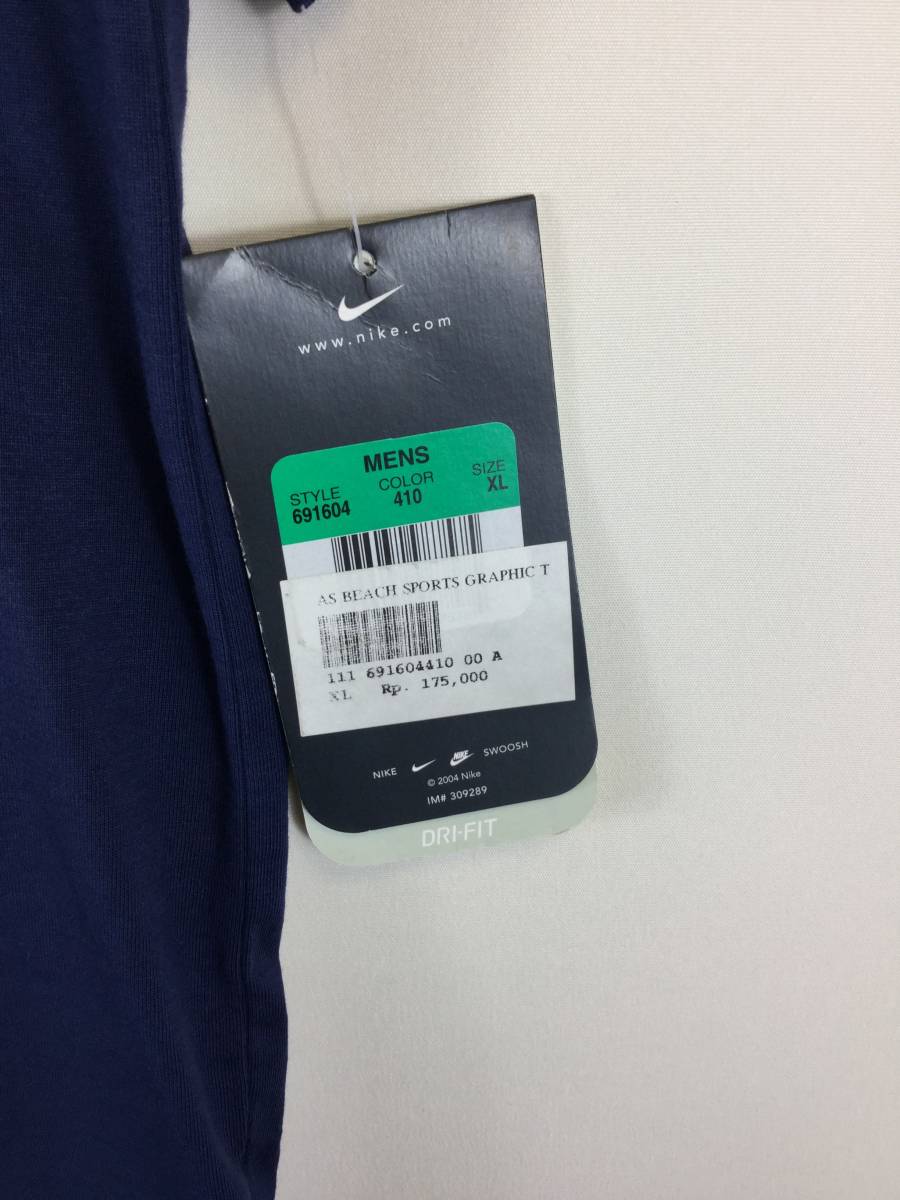 www.nike.com
MENS
STYLE COLOR SIZE
691604 410 XL
AS BEACH SPORTS GRAPHIC T
111 691604410 00 A
XL Rp. 175,000
NIKE NIKE SWOOSH
© 2004 Nike
IM# 309289
DRI-FIT